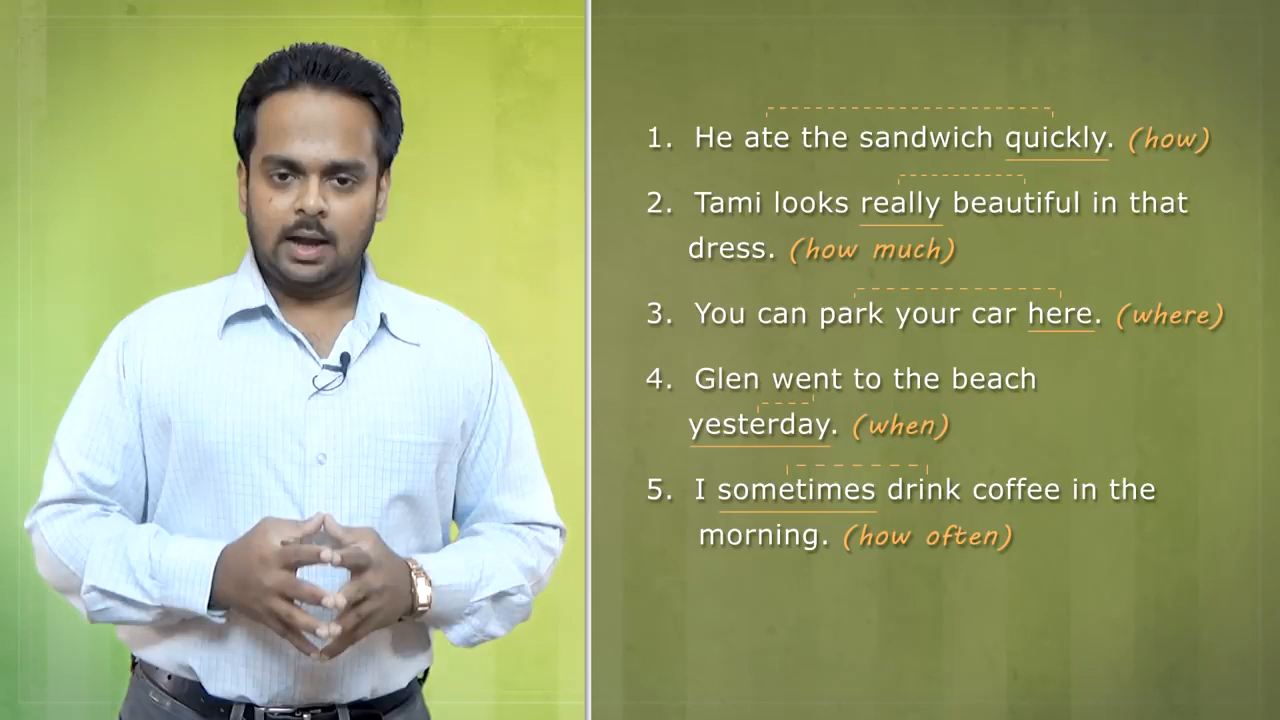 1. He ate the sandwich quickly. (how)
2. Tami looks really beautiful in that
dress. (how much)
3. You can park your car here. (where)
4. Glen went to the beach
yesterday. (when)
5. I sometimes drink coffee in the
morning. (how often)